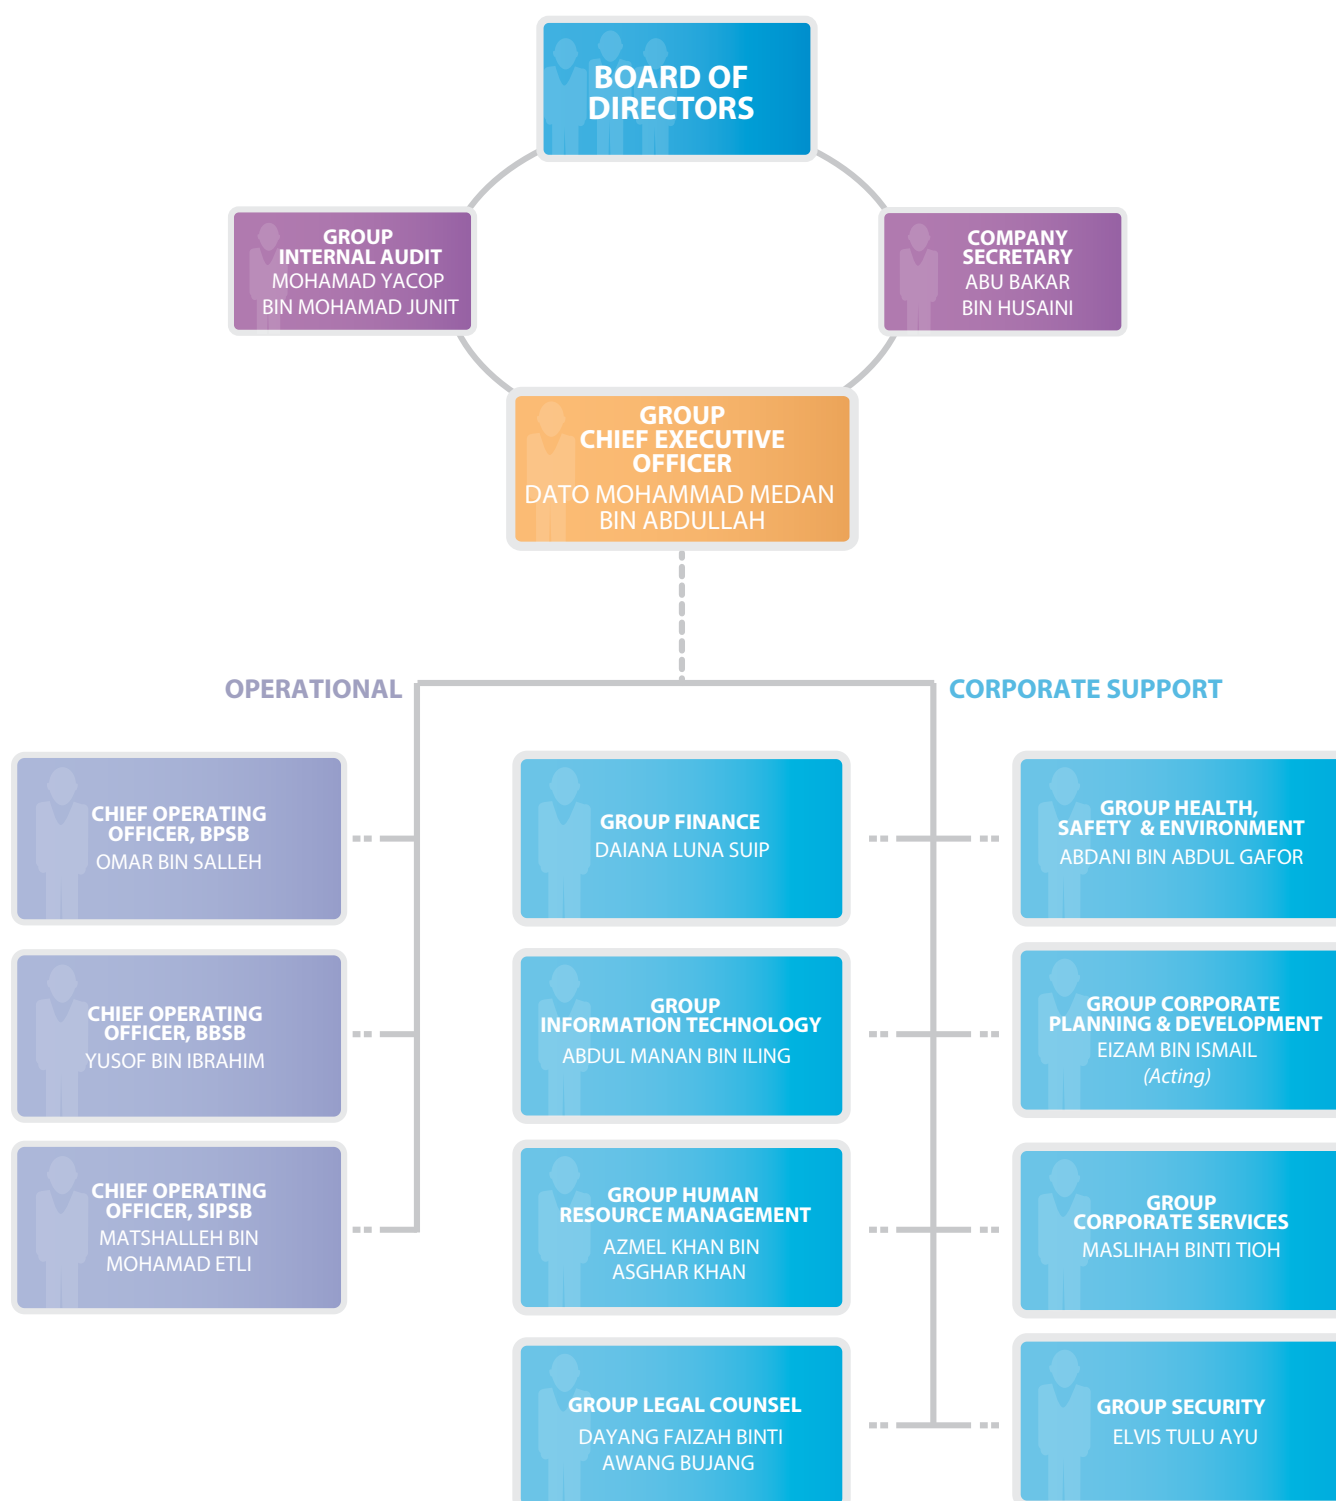 BOARD OF
DIRECTORS
GROUP
INTERNAL AUDIT
MOHAMAD YACOP
BIN MOHAMAD JUNIT
COMPANY
SECRETARY
ABU BAKAR
BIN HUSAINI
GROUP
CHIEF EXECUTIVE
OFFICER
DATO MOHAMMAD MEDAN
BIN ABDULLAH
OPERATIONAL
CHIEF OPERATING
OFFICER, BPSB
OMAR BIN SALLEH
CHIEF OPERATING
OFFICER, BBSB
YUSOF BIN IBRAHIM
CHIEF OPERATING
OFFICER, SIPSB
MATSHALLEH BIN
MOHAMAD ETLI
CORPORATE SUPPORT
GROUP FINANCE
DAIANA LUNA SUIP
GROUP HEALTH,
SAFETY & ENVIRONMENT
ABDANI BIN ABDUL GAFOR
GROUP
INFORMATION TECHNOLOGY
ABDUL MANAN BIN ILING
GROUP CORPORATE
PLANNING & DEVELOPMENT
EIZAM BIN ISMAIL
(Acting)
GROUP HUMAN
RESOURCE MANAGEMENT
AZMEL KHAN BIN
ASGHAR KHAN
GROUP
CORPORATE SERVICES
MASLIHAH BINTI TIOH
GROUP LEGAL COUNSEL
DAYANG FAIZAH BINTI
AWANG BUJANG
GROUP SECURITY
ELVIS TULU AYU